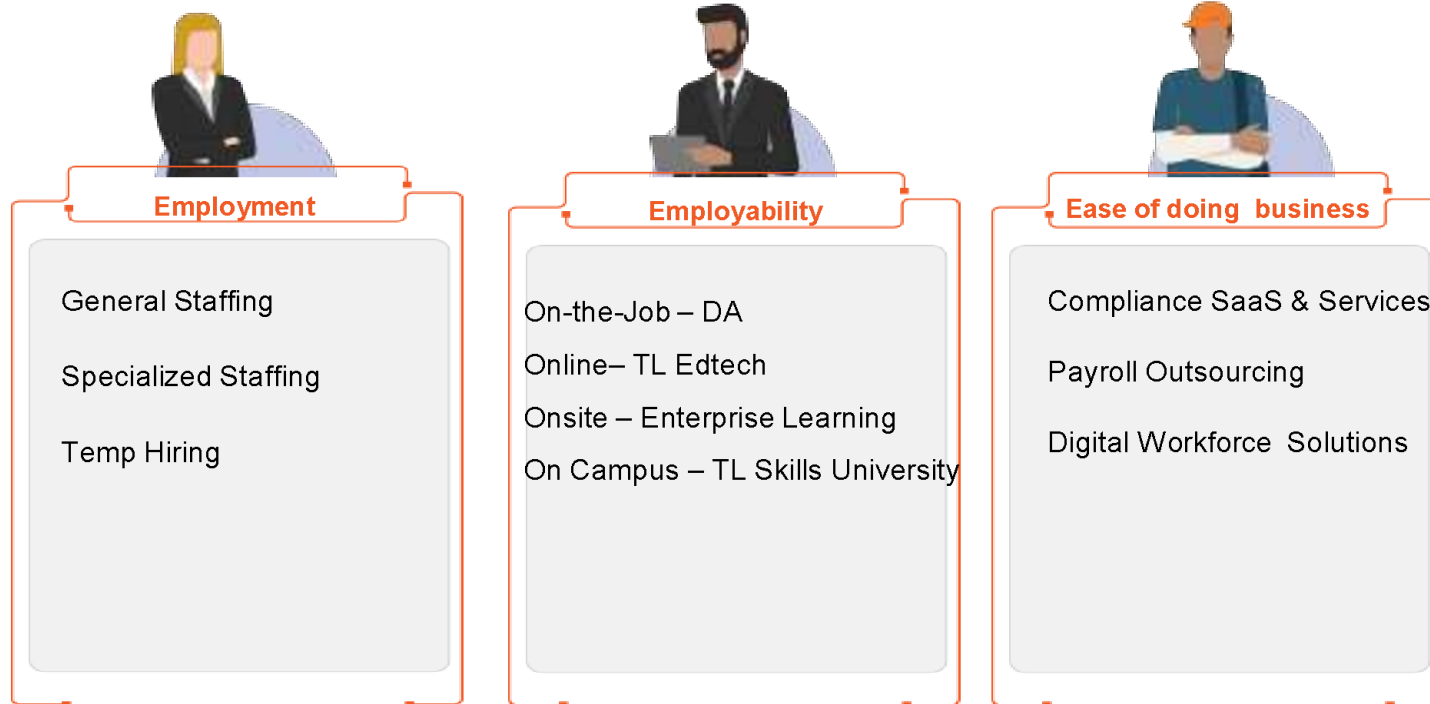 Employment
General Staffing
Specialized Staffing
Temp Hiring
Employability
On-the-Job – DA
Online– TL Edtech
Onsite – Enterprise Learning
On Campus – TL Skills University
Ease of doing business
Compliance SaaS & Services
Payroll Outsourcing
Digital Workforce Solutions